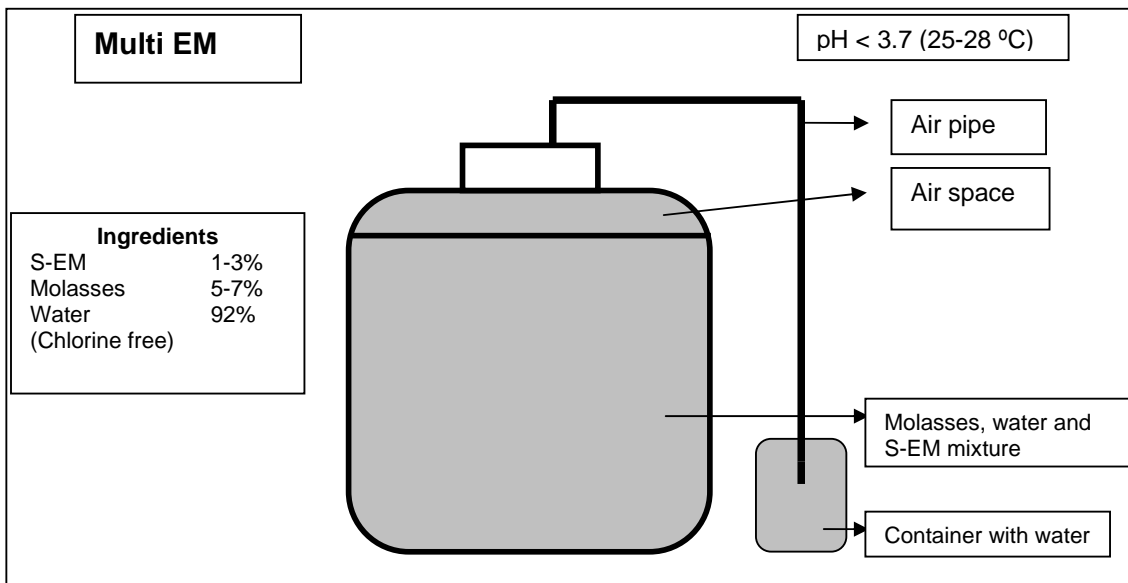 Multi EM
pH < 3.7 (25-28 ºC)
Air pipe
Air space
Ingredients
S-EM 1-3%
Molasses 5-7%
Water 92%
(Chlorine free)
Molasses, water and
S-EM mixture
Container with water